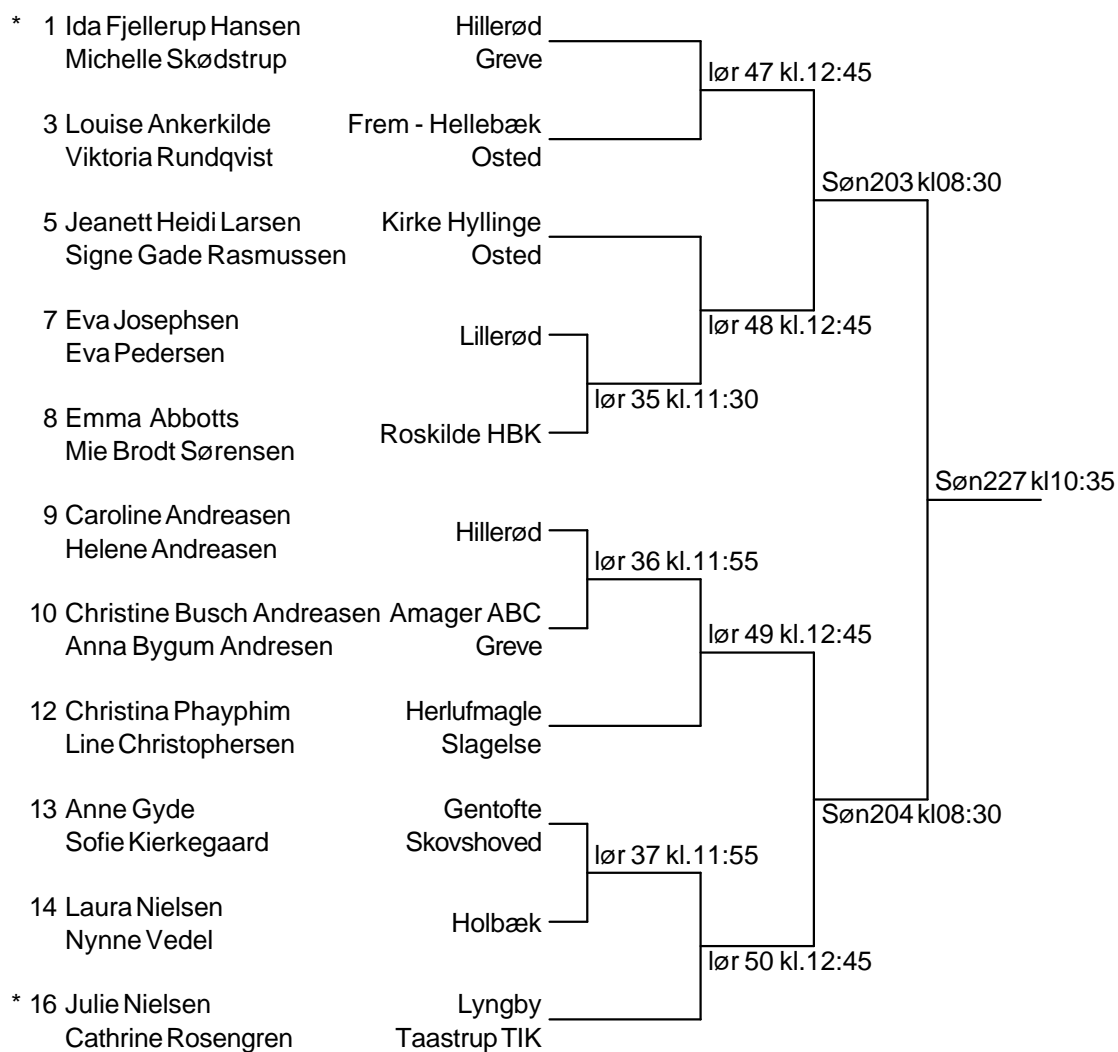 * 1 Ida Fjellerup Hansen Hillerød
Michelle Skødstrup Greve
lør 47 kl.12:45
3 Louise Ankerkilde Frem - Hellebæk
Viktoria Rundqvist Osted
Søn203 kl08:30
5 Jeanett Heidi Larsen Kirke Hyllinge
Signe Gade Rasmussen Osted
7 Eva Josephsen
Lillerød
lør 48 kl.12:45
Eva Pedersen
lør 35 kl.11:30
8 Emma Abbotts
Roskilde HBK
Mie Brodt Sørensen
Søn227 kl10:35
9 Caroline Andreasen
Hillerød
Helene Andreasen
lør 36 kl.11:55
10 Christine Busch Andreasen Amager ABC
Anna Bygum Andresen Greve
lør 49 kl.12:45
12 Christina Phayphim Herlufmagle
Line Christophersen Slagelse
13 Anne Gyde Gentofte
Søn204 kl08:30
Sofie Kierkegaard Skovshoved
lør 37 kl.11:55
14 Laura Nielsen
Holbæk
Nynne Vedel
lør 50 kl.12:45
* 16 Julie Nielsen Lyngby
Cathrine Rosengren Taastrup TIK